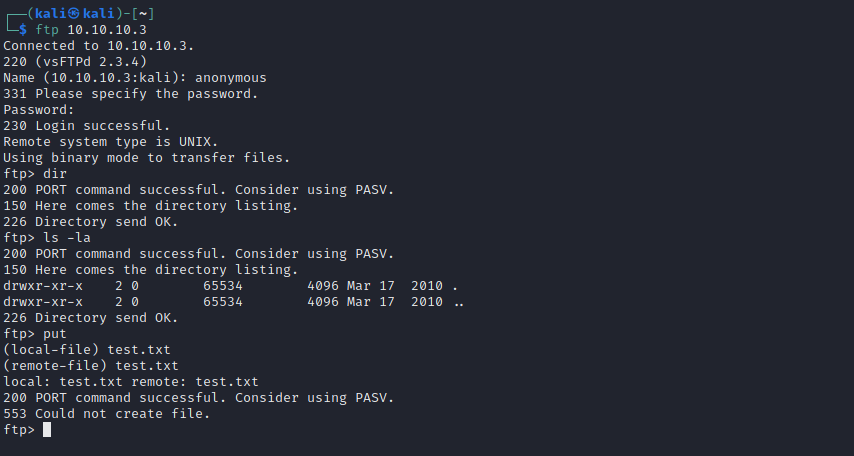 ┌──(kali㉿kali)-[~]
└─$ ftp 10.10.10.3
Connected to 10.10.10.3.
220 (vsFTPd 2.3.4)
Name (10.10.10.3:kali): anonymous
331 Please specify the password.
Password:
230 Login successful.
Remote system type is UNIX.
Using binary mode to transfer files.
ftp> dir
200 PORT command successful. Consider using PASV.
150 Here comes the directory listing.
226 Directory send OK.
ftp> ls -la
200 PORT command successful. Consider using PASV.
150 Here comes the directory listing.
drwxr-xr-x    2 0        65534        4096 Mar 17  2010 .
drwxr-xr-x    2 0        65534        4096 Mar 17  2010 ..
226 Directory send OK.
ftp> put
(local-file) test.txt
(remote-file) test.txt
local: test.txt remote: test.txt
200 PORT command successful. Consider using PASV.
553 Could not create file.
ftp>